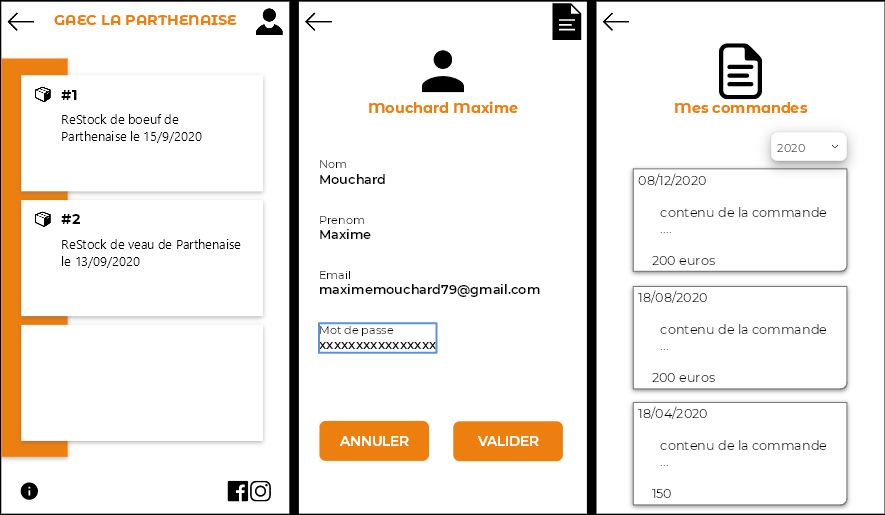 GAEC LA PARTHENAISE
#1
ReStock de boeuf de
Parthenaise le 15/9/2020
#2
ReStock de veau de Parthenaise
le 13/09/2020
Mouchard Maxime
Nom
Mouchard
Prenom
Maxime
Email
maximemouchard79@gmail.com
Mot de passe
xxxxxxxxxxxxxxxx
ANNULER
VALIDER
Mes commandes
2020
08/12/2020
contenu de la commande
....
200 euros
18/08/2020
contenu de la commande
...
200 euros
18/04/2020
contenu de la commande
...
150